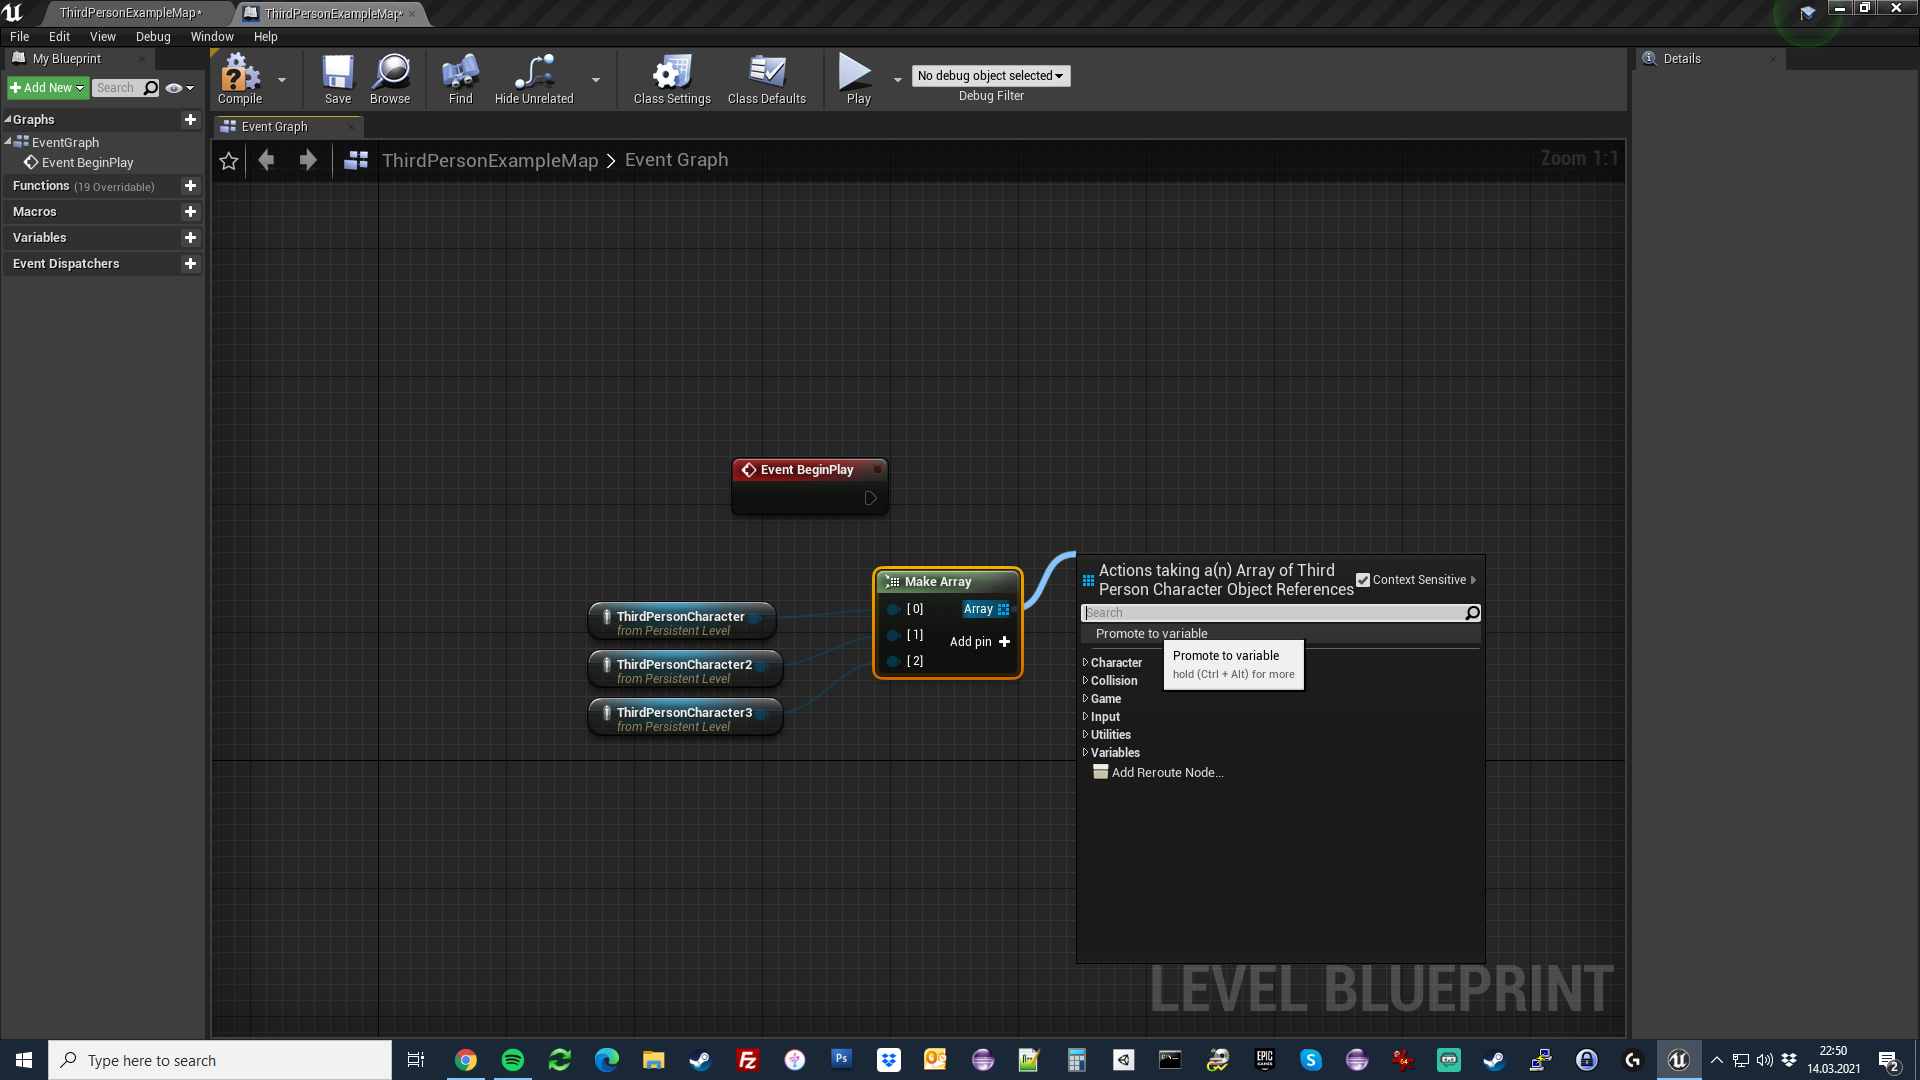 ThirdPersonExampleMap*
ThirdPersonExampleMap*
File Edit View Debug Window Help
My Blueprint
Add New
Search
Graphs
EventGraph
Event BeginPlay
Functions (19 Overridable)
Macros
Variables
Event Dispatchers
Compile
Save
Browse
Find
Hide Unrelated
Class Settings
Class Defaults
Play
No debug object selected
Debug Filter
Details
Event Graph
ThirdPersonExampleMap > Event Graph
Zoom 1:1
Event BeginPlay
Make Array
[0]
Array
[1]
Add pin
[2]
ThirdPersonCharacter
from Persistent Level
ThirdPersonCharacter2
from Persistent Level
ThirdPersonCharacter3
from Persistent Level
Actions taking a(n) Array of Third
Person Character Object References
Context Sensitive
Search
Promote to variable
Promote to variable
hold (Ctrl + Alt) for more
Character
Collision
Game
Input
Utilities
Variables
Add Reroute Node...
LEVEL BLUEPRINT
Type here to search
Ps
EPIC
GAMES
64
22:50
14.03.2021
2